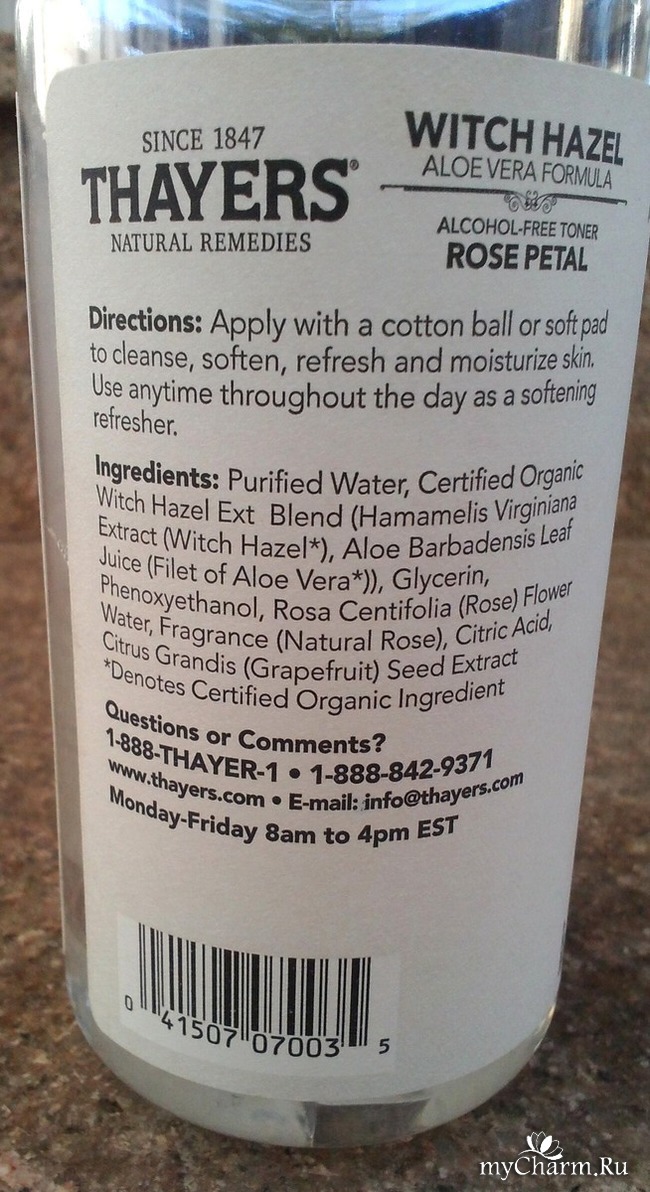 SINCE 1847
THAYERS®
NATURAL REMEDIES
WITCH HAZEL
ALOE VERA FORMULA
ALCOHOL-FREE TONER
ROSE PETAL
Directions: Apply with a cotton ball or soft pad
to cleanse, soften, refresh and moisturize skin.
Use anytime throughout the day as a softening
refresher.
Ingredients: Purified Water, Certified Organic
Witch Hazel Ext Blend (Hamamelis Virginiana
Extract (Witch Hazel*), Aloe Barbadensis Leaf
Juice (Filet of Aloe Vera*)), Glycerin,
Phenoxyethanol, Rosa Centifolia (Rose) Flower
Water, Fragrance (Natural Rose), Citric Acid,
Citrus Grandis (Grapefruit) Seed Extract
*Denotes Certified Organic Ingredient
Questions or Comments?
1-888-THAYER-1 • 1-888-842-9371
www.thayers.com • E-mail: info@thayers.com
Monday-Friday 8am to 4pm EST
0 41507 07003 5
myCharm.Ru